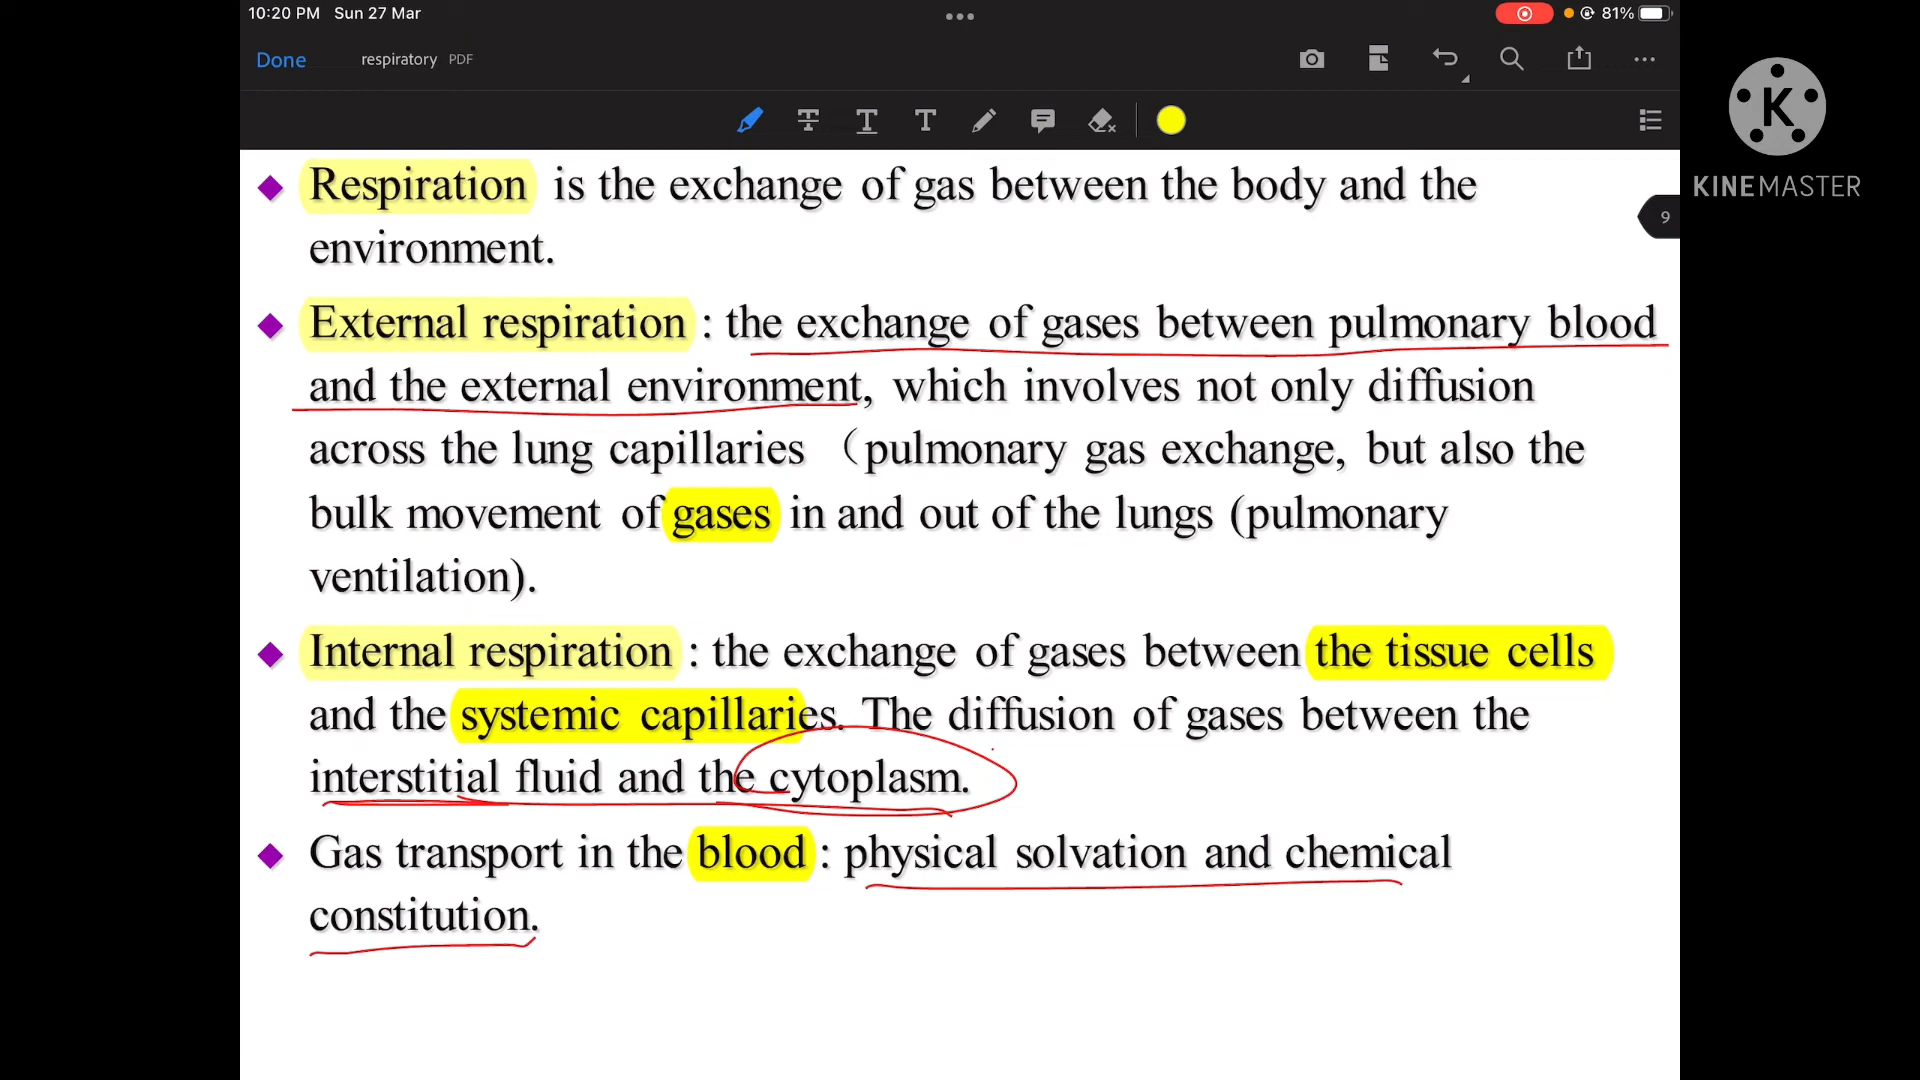 10:20 PM Sun 27 Mar
81%
Done respiratory PDF
KINEMASTER
Respiration is the exchange of gas between the body and the
environment.
9
External respiration : the exchange of gases between pulmonary blood
and the external environment, which involves not only diffusion
across the lung capillaries （pulmonary gas exchange, but also the
bulk movement of gases in and out of the lungs (pulmonary
ventilation).
Internal respiration : the exchange of gases between the tissue cells
and the systemic capillaries. The diffusion of gases between the
interstitial fluid and the cytoplasm.
Gas transport in the blood : physical solvation and chemical
constitution.